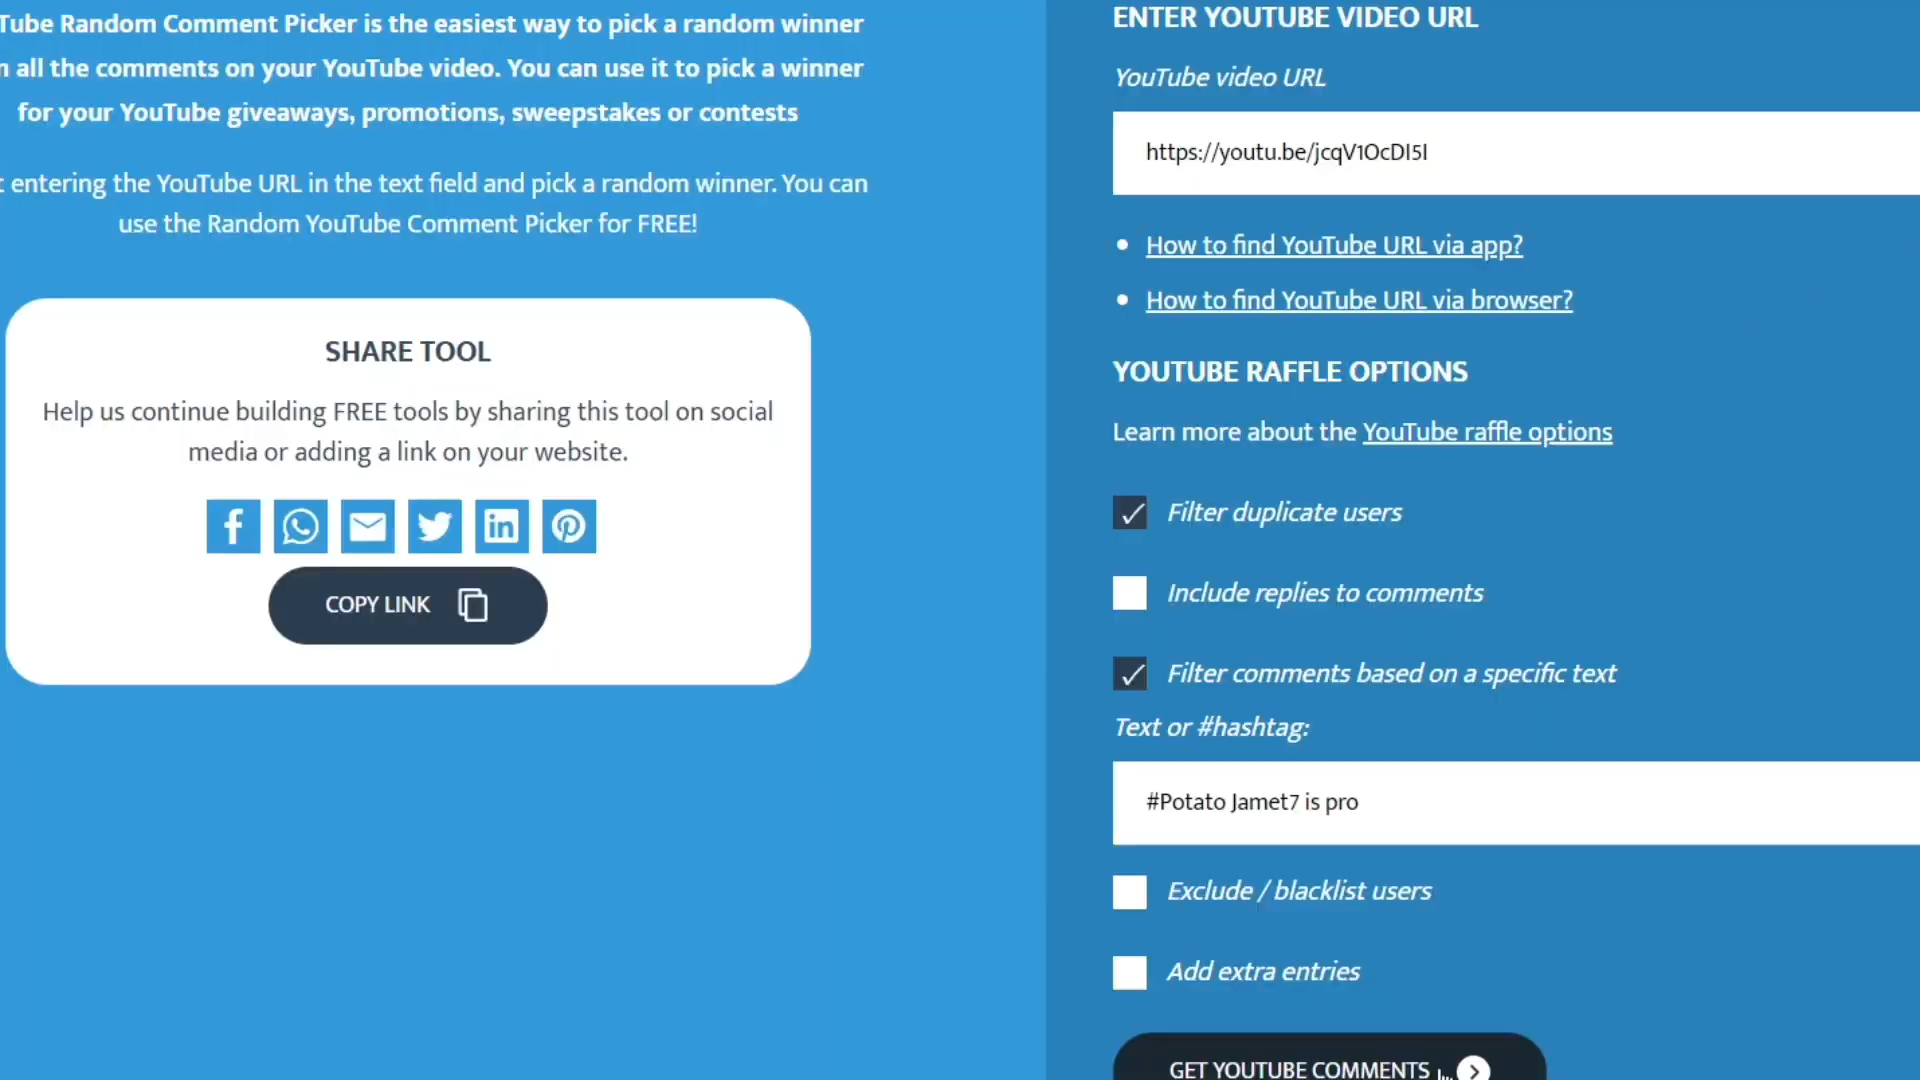 Tube Random Comment Picker is the easiest way to pick a random winner
all the comments on your YouTube video. You can use it to pick a winner
for your YouTube giveaways, promotions, sweepstakes or contests
entering the YouTube URL in the text field and pick a random winner. You can
use the Random YouTube Comment Picker for FREE!
SHARE TOOL
Help us continue building FREE tools by sharing this tool on social
media or adding a link on your website.
COPY LINK
ENTER YOUTUBE VIDEO URL
YouTube video URL
https://youtu.be/jcqV1OcDI5I
How to find YouTube URL via app?
How to find YouTube URL via browser?
YOUTUBE RAFFLE OPTIONS
Learn more about the YouTube raffle options
Filter duplicate users
Include replies to comments
Filter comments based on a specific text
Text or #hashtag:
#Potato Jamet7 is pro
Exclude / blacklist users
Add extra entries
GET YOUTUBE COMMENTS